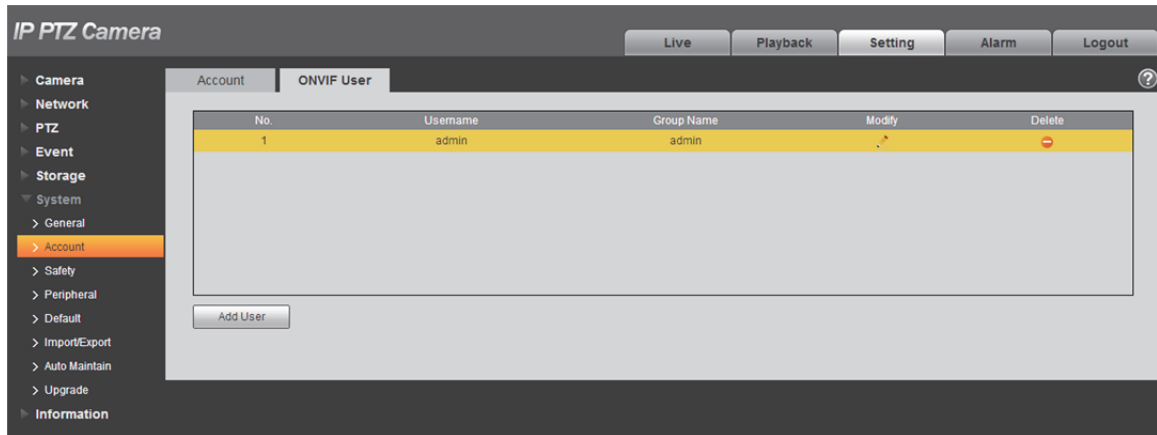 IP PTZ Camera
Live Playback Setting Alarm Logout
Camera
Network
PTZ
Event
Storage
System
General
Account
Safety
Peripheral
Default
Import/Export
Auto Maintain
Upgrade
Information
Account ONVIF User
?
No. Username Group Name Modify Delete
1 admin admin
Add User